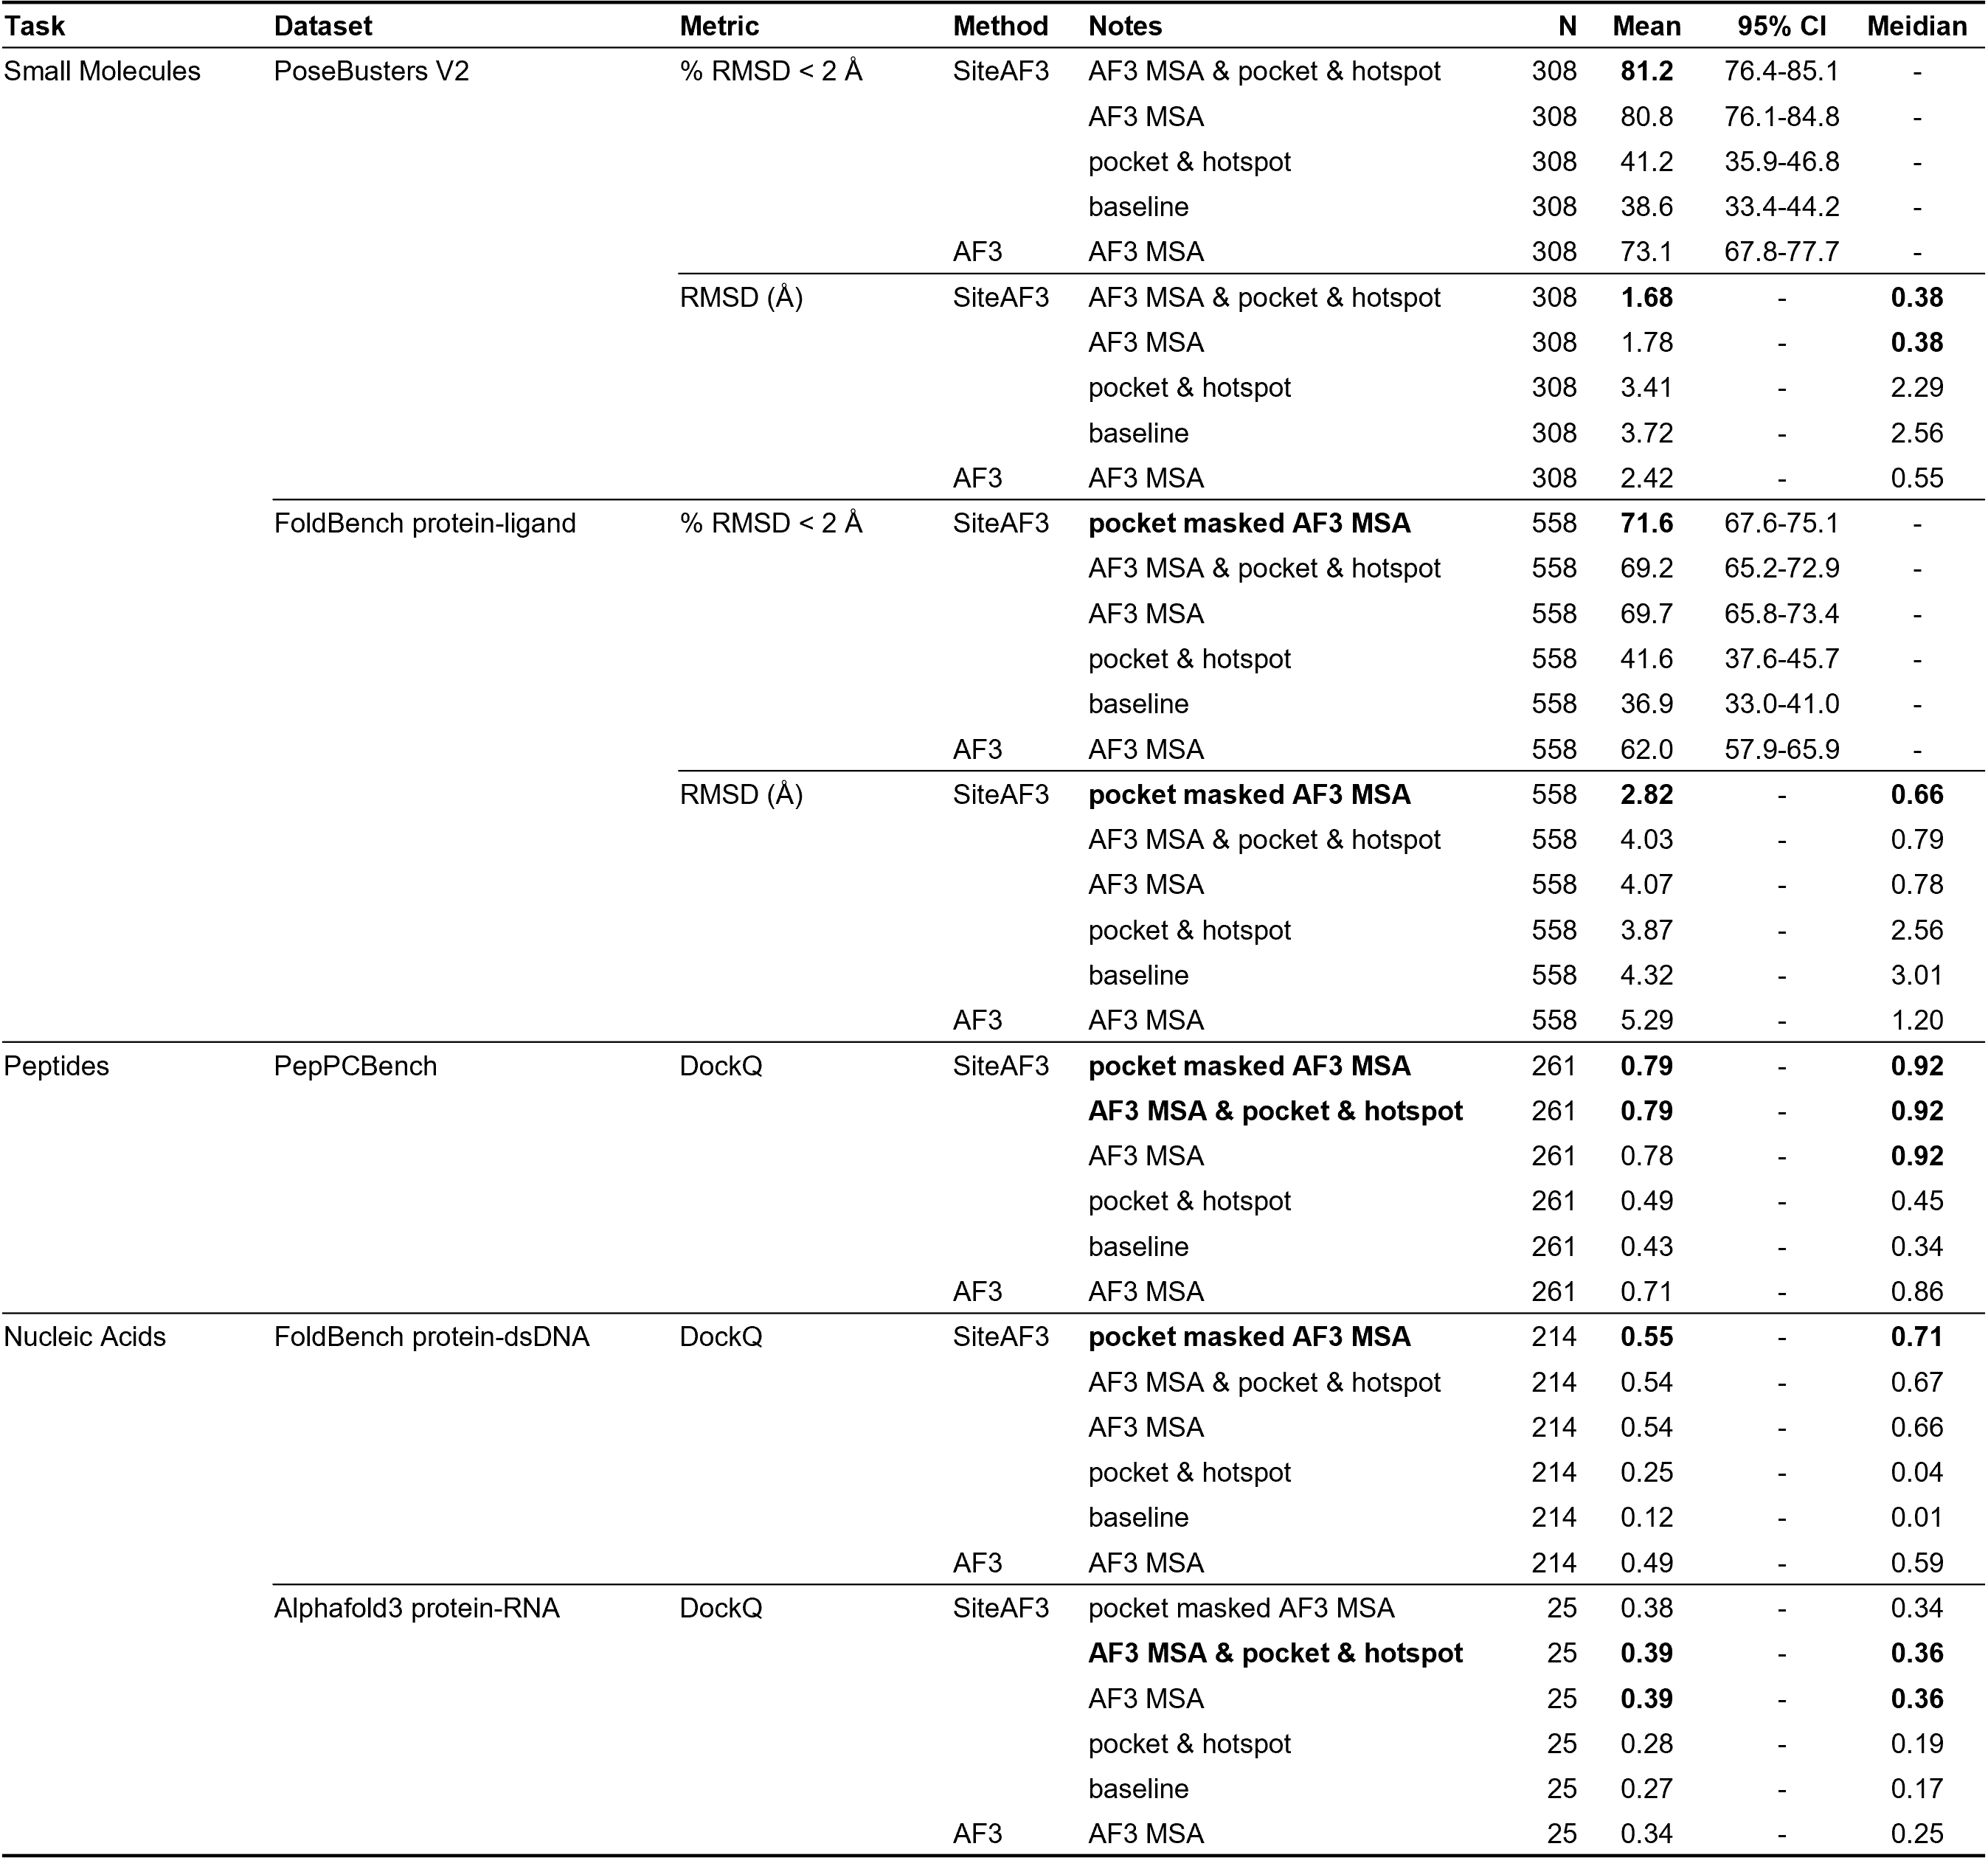 Task Dataset Metric Method Notes N Mean 95% CI Meidian
Small Molecules PoseBusters V2 % RMSD < 2 Å SiteAF3 AF3 MSA & pocket & hotspot 308 81.2 76.4-85.1 -
AF3 MSA 308 80.8 76.1-84.8 -
pocket & hotspot 308 41.2 35.9-46.8 -
baseline 308 38.6 33.4-44.2 -
AF3 AF3 MSA 308 73.1 67.8-77.7 -
RMSD (Å) SiteAF3 AF3 MSA & pocket & hotspot 308 1.68 - 0.38
AF3 MSA 308 1.78 - 0.38
pocket & hotspot 308 3.41 - 2.29
baseline 308 3.72 - 2.56
AF3 AF3 MSA 308 2.42 - 0.55
FoldBench protein-ligand % RMSD < 2 Å SiteAF3 pocket masked AF3 MSA 558 71.6 67.6-75.1 -
AF3 MSA & pocket & hotspot 558 69.2 65.2-72.9 -
AF3 MSA 558 69.7 65.8-73.4 -
pocket & hotspot 558 41.6 37.6-45.7 -
baseline 558 36.9 33.0-41.0 -
AF3 AF3 MSA 558 62.0 57.9-65.9 -
RMSD (Å) SiteAF3 pocket masked AF3 MSA 558 2.82 - 0.66
AF3 MSA & pocket & hotspot 558 4.03 - 0.79
AF3 MSA 558 4.07 - 0.78
pocket & hotspot 558 3.87 - 2.56
baseline 558 4.32 - 3.01
AF3 AF3 MSA 558 5.29 - 1.20
Peptides PepPCBench DockQ SiteAF3 pocket masked AF3 MSA 261 0.79 - 0.92
AF3 MSA & pocket & hotspot 261 0.79 - 0.92
AF3 MSA 261 0.78 - 0.92
pocket & hotspot 261 0.49 - 0.45
baseline 261 0.43 - 0.34
AF3 AF3 MSA 261 0.71 - 0.86
Nucleic Acids FoldBench protein-dsDNA DockQ SiteAF3 pocket masked AF3 MSA 214 0.55 - 0.71
AF3 MSA & pocket & hotspot 214 0.54 - 0.67
AF3 MSA 214 0.54 - 0.66
pocket & hotspot 214 0.25 - 0.04
baseline 214 0.12 - 0.01
AF3 AF3 MSA 214 0.49 - 0.59
Alphafold3 protein-RNA DockQ SiteAF3 pocket masked AF3 MSA 25 0.38 - 0.34
AF3 MSA & pocket & hotspot 25 0.39 - 0.36
AF3 MSA 25 0.39 - 0.36
pocket & hotspot 25 0.28 - 0.19
baseline 25 0.27 - 0.17
AF3 AF3 MSA 25 0.34 - 0.25